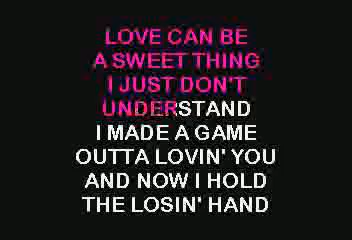 LOVE CAN BE
A SWEET THING
I JUST DON'T
UNDERSTAND
I MADE A GAME
OUTTA LOVIN' YOU
AND NOW I HOLD
THE LOSIN' HAND